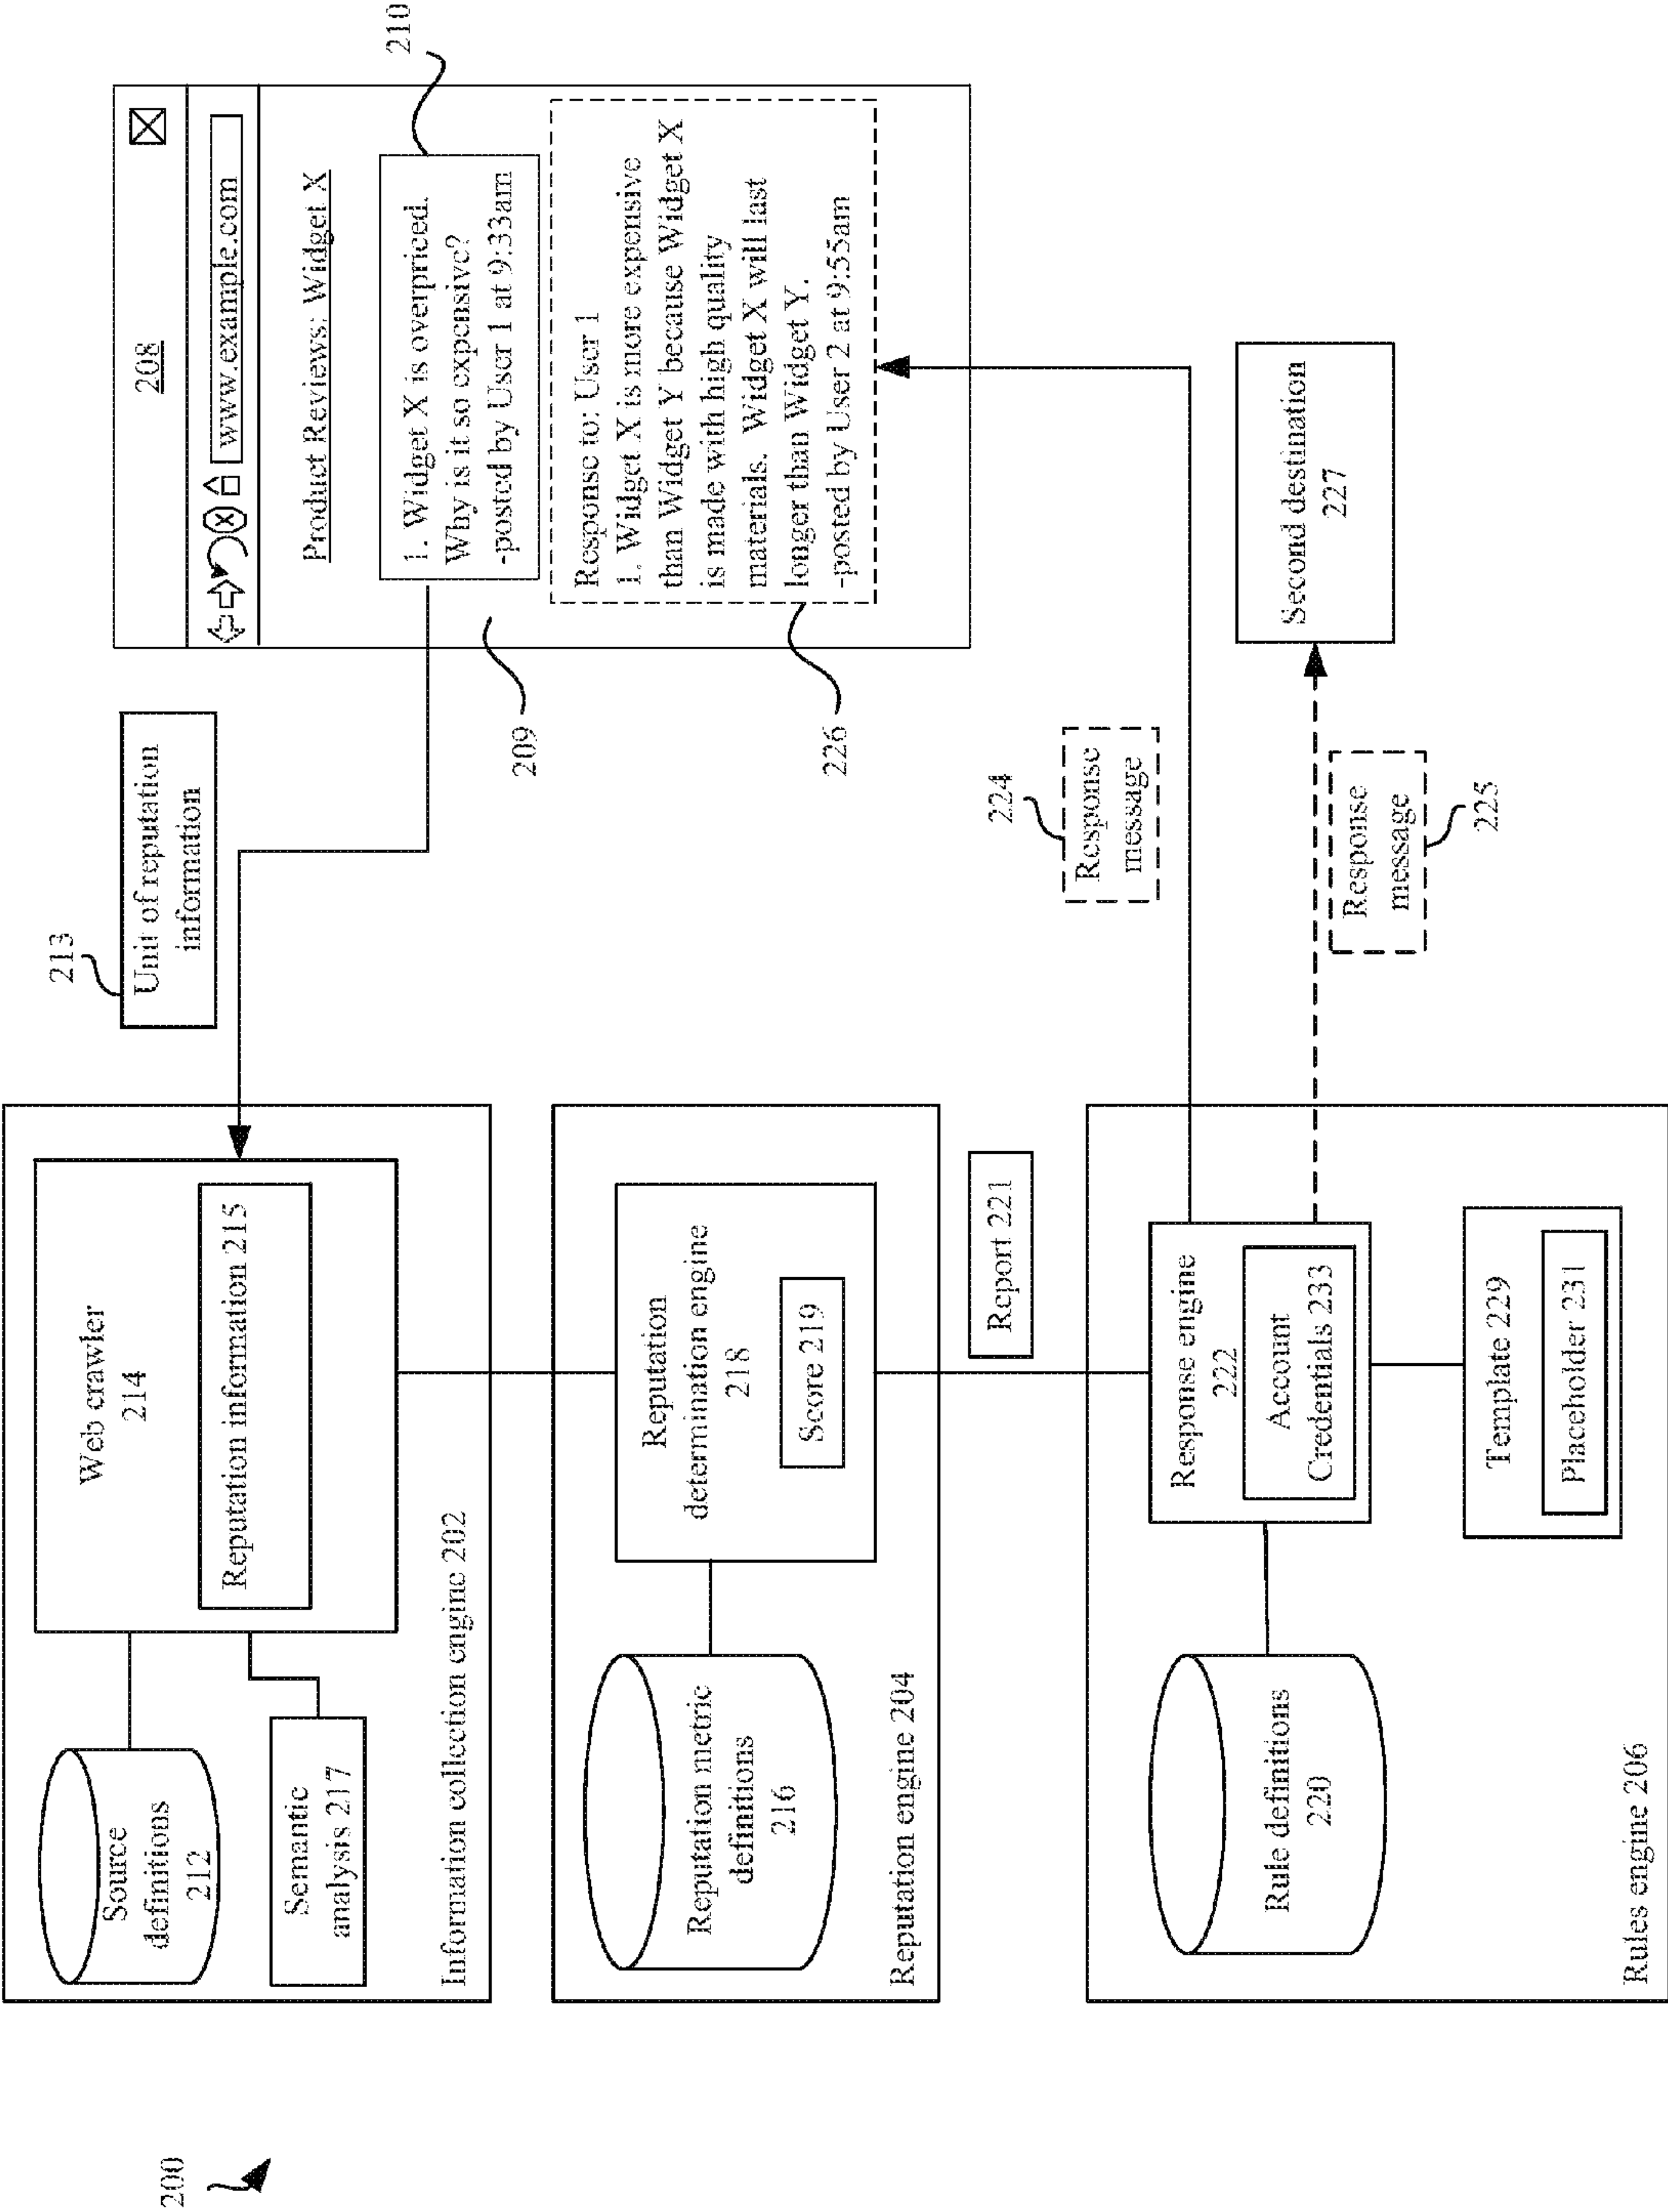 200
Source
definitions
212
Semantic
analysis 217
Web crawler
214
Reputation information 215
Information collection engine 202
213
Unit of reputation
information
208
www.example.com
Product Reviews: Widget X
1. Widget X is overpriced.
Why is it so expensive?
-posted by User 1 at 9:33am
210
209
Response to: User 1
1. Widget X is more expensive
than Widget Y because Widget X
is made with high quality
materials. Widget X will last
longer than Widget Y.
-posted by User 2 at 9:55am
226
Reputation metric
definitions
216
Reputation
determination engine
218
Score 219
Reputation engine 204
Report 221
224
Response
message
Rule definitions
220
Response engine
222
Account
Credentials 233
Template 229
Placeholder 231
Rules engine 206
Response
message
225
Second destination
227